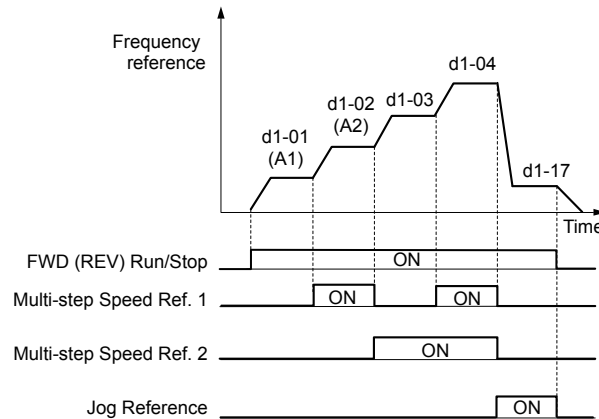 Frequency
reference
d1-01
(A1)
d1-02
(A2)
d1-03
d1-04
d1-17
Time
FWD (REV) Run/Stop
ON
Multi-step Speed Ref. 1
ON
ON
Multi-step Speed Ref. 2
ON
Jog Reference
ON